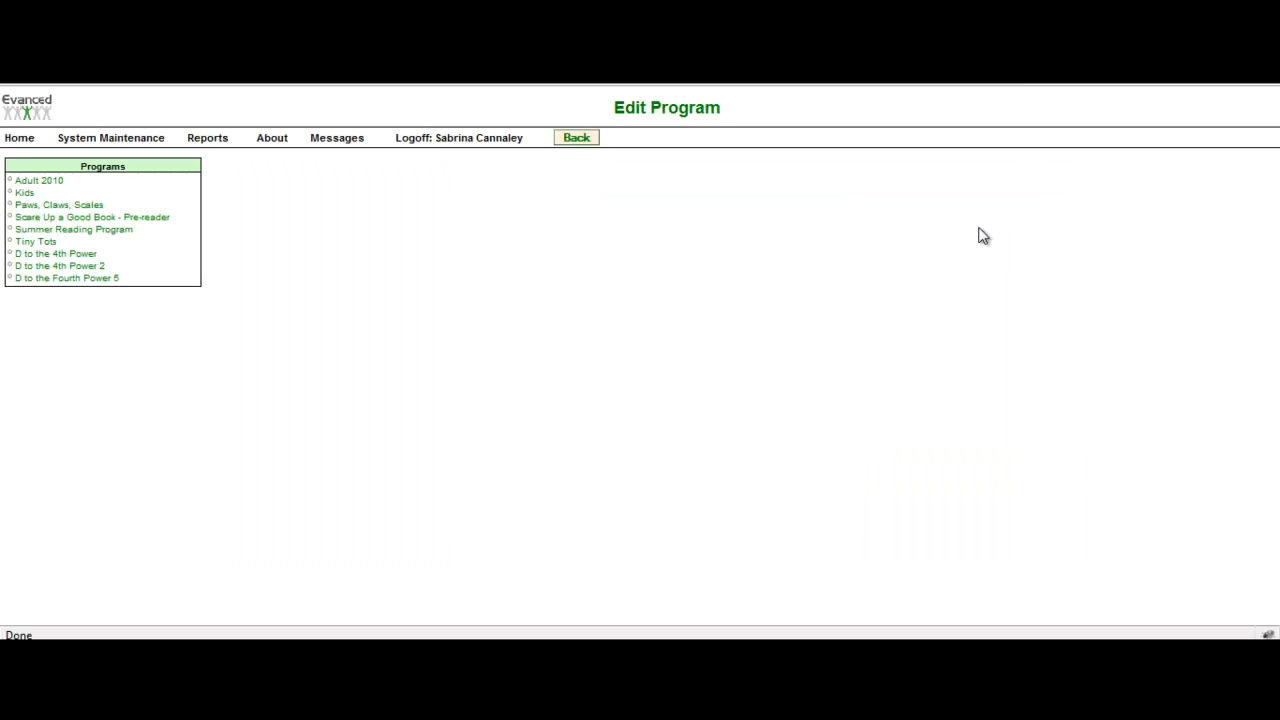 Evanced
Edit Program
Home System Maintenance Reports About Messages Logoff: Sabrina Cannaley Back
Programs
Adult 2010
Kids
Paws, Claws, Scales
Scare Up a Good Book - Pre-reader
Summer Reading Program
Tiny Tots
D to the 4th Power
D to the 4th Power 2
D to the Fourth Power 5
Done